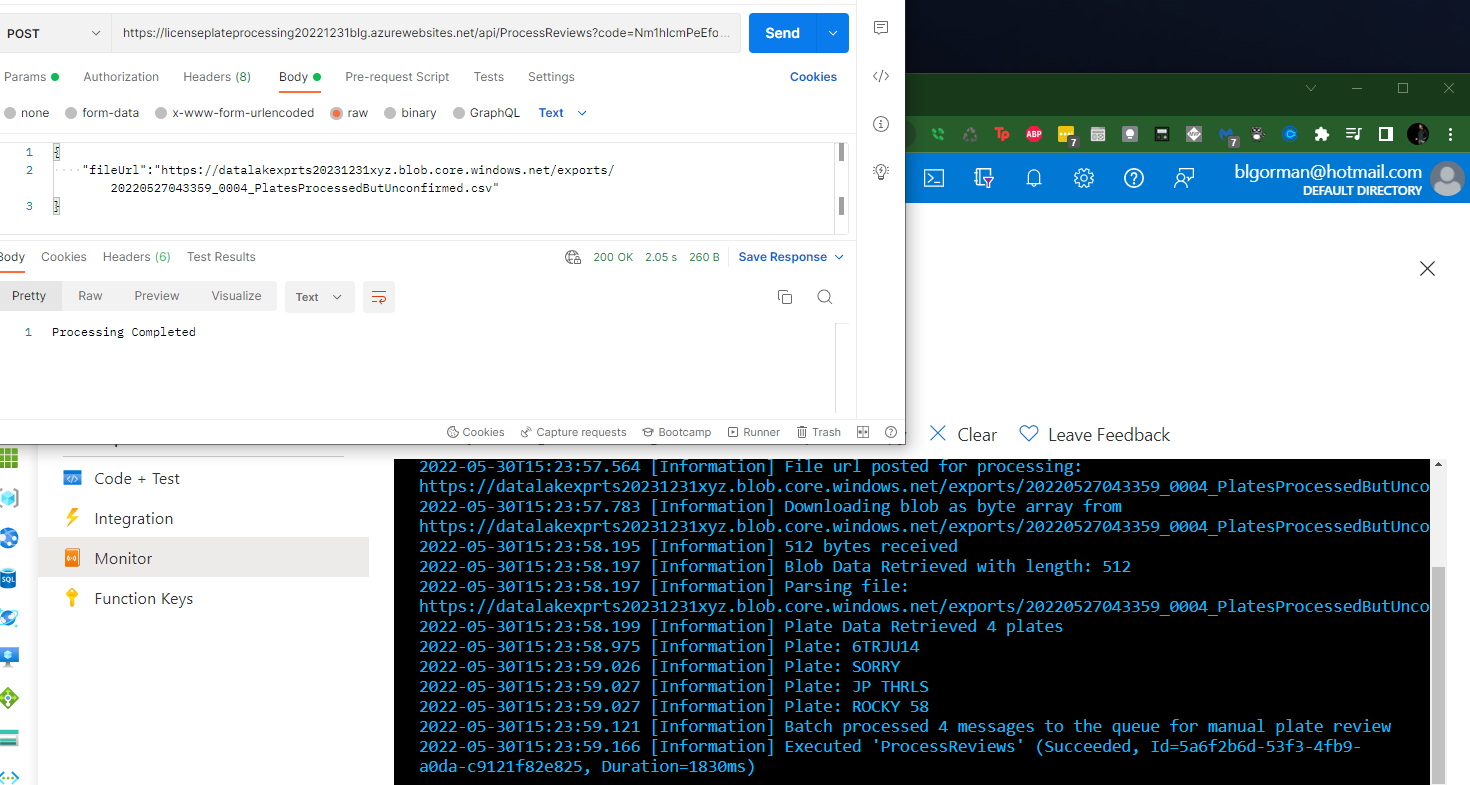 POST
https://licenseplateprocessing20221231blg.azurewebsites.net/api/ProcessReviews?code=Nm1hIcmPeEfo...
Send
Params
Authorization
Headers (8)
Body
Pre-request Script
Tests
Settings
Cookies
none
form-data
x-www-form-urlencoded
raw
binary
GraphQL
Text
1 {
2 "fileUrl":"https://datalakexprts20231231xyz.blob.core.windows.net/exports/
20220527043359_0004_PlatesProcessedButUnconfirmed.csv"
3 }
Body
Cookies
Headers (6)
Test Results
200 OK
2.05 s
260 B
Save Response
Pretty
Raw
Preview
Visualize
Text
1 Processing Completed
Cookies
Capture requests
Bootcamp
Runner
Trash
Tp
ABP
7
MVP
7
blgorman@hotmail.com
DEFAULT DIRECTORY
Clear
Leave Feedback
SQL
Code + Test
Integration
Monitor
Function Keys
2022-05-30T15:23:57.564 [Information] File url posted for processing:
https://datalakexprts20231231xyz.blob.core.windows.net/exports/20220527043359_0004_PlatesProcessedButUnco
2022-05-30T15:23:57.783 [Information] Downloading blob as byte array from
https://datalakexprts20231231xyz.blob.core.windows.net/exports/20220527043359_0004_PlatesProcessedButUnco
2022-05-30T15:23:58.195 [Information] 512 bytes received
2022-05-30T15:23:58.197 [Information] Blob Data Retrieved with length: 512
2022-05-30T15:23:58.197 [Information] Parsing file:
https://datalakexprts20231231xyz.blob.core.windows.net/exports/20220527043359_0004_PlatesProcessedButUnco
2022-05-30T15:23:58.199 [Information] Plate Data Retrieved 4 plates
2022-05-30T15:23:58.975 [Information] Plate: 6TRJU14
2022-05-30T15:23:59.026 [Information] Plate: SORRY
2022-05-30T15:23:59.027 [Information] Plate: JP THRLS
2022-05-30T15:23:59.027 [Information] Plate: ROCKY 58
2022-05-30T15:23:59.121 [Information] Batch processed 4 messages to the queue for manual plate review
2022-05-30T15:23:59.166 [Information] Executed 'ProcessReviews' (Succeeded, Id=5a6f2b6d-53f3-4fb9-
a0da-c9121f82e825, Duration=1830ms)